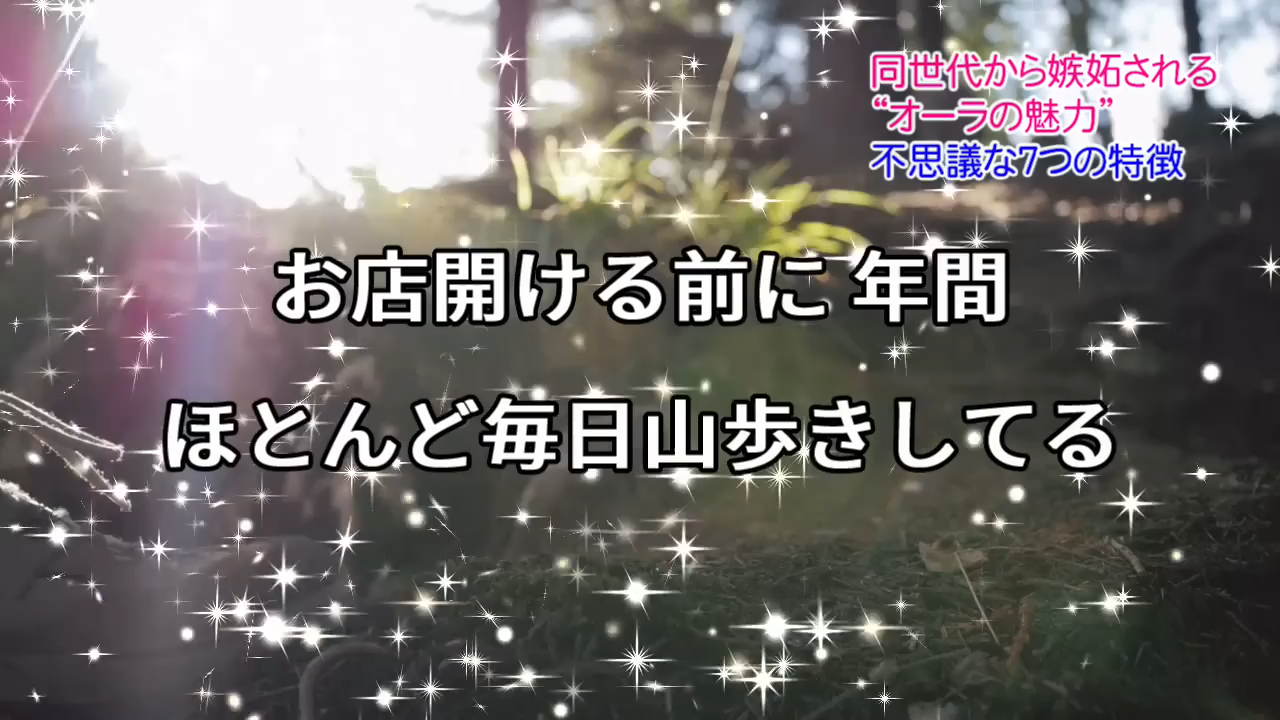 同世代から嫉妬される
“オーラの魅力”
不思議な7つの特徴
お店開ける前に 年間
ほとんど毎日山歩きしてる